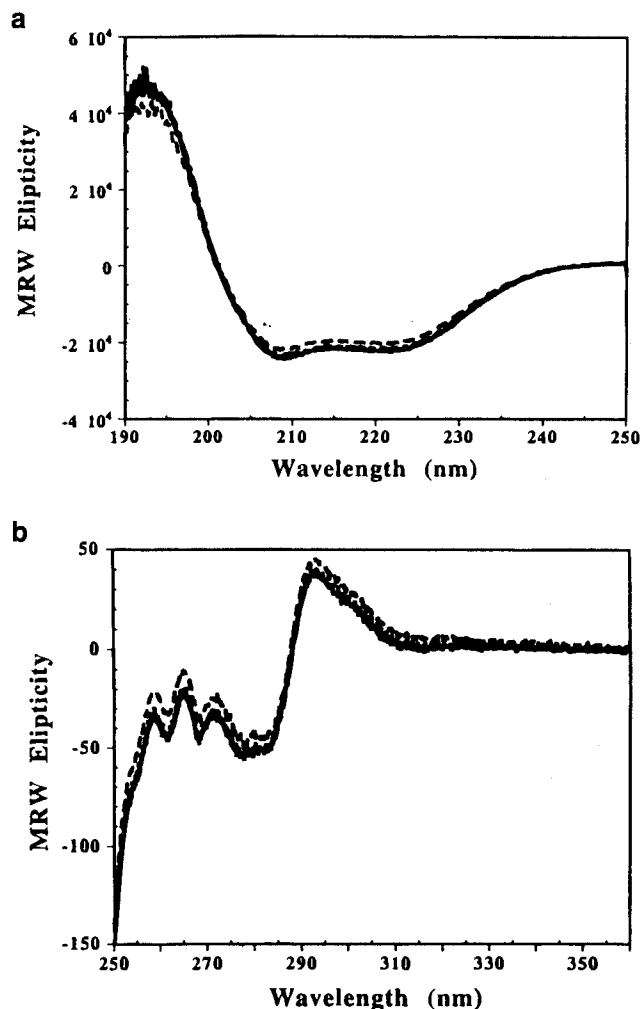 a
6 10⁴
4 10⁴
2 10⁴
0
-2 10⁴
-4 10⁴
MRW Elipticity
190 200 210 220 230 240 250
Wavelength (nm)
b
50
0
-50
-100
-150
MRW Elipticity
250 270 290 310 330 350
Wavelength (nm)